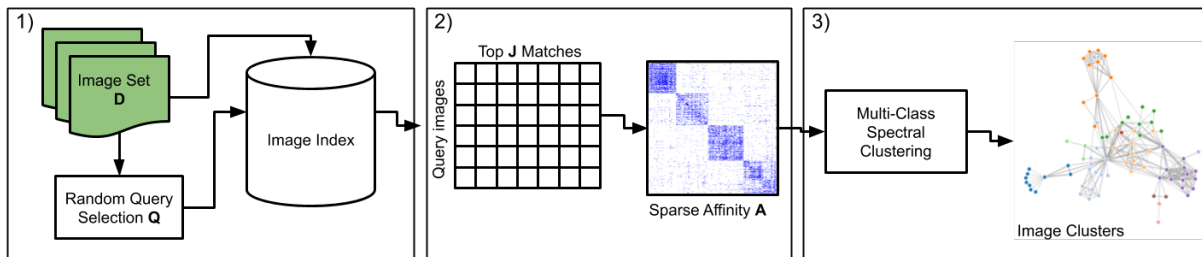 1)
Image Set
D
Random Query
Selection Q
Image Index
2)
Top J Matches
Query images
Sparse Affinity A
3)
Multi-Class
Spectral
Clustering
Image Clusters